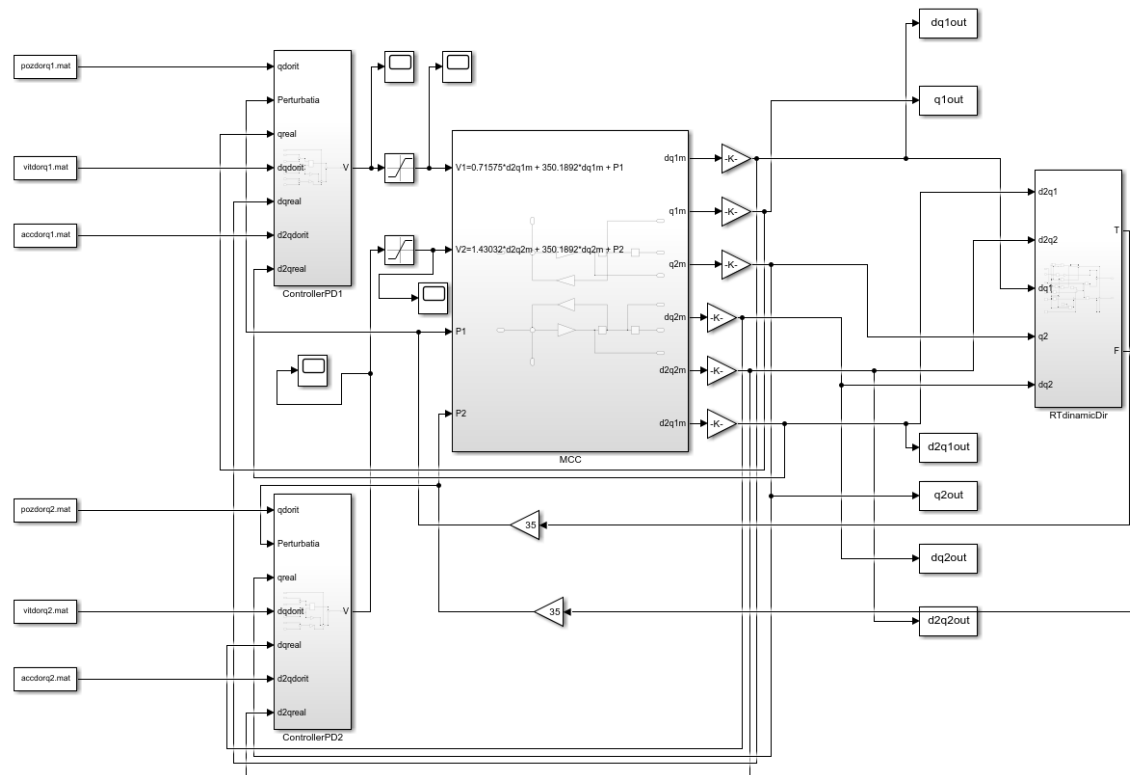 pozdorq1.mat
vitdorq1.mat
accdorq1.mat
qdorit
Perturbatia
qreal
dqdorit
dqreal
d2qdorit
d2qreal
V
ControllerPD1
V1=0.71575*d2q1m + 350.1892*dq1m + P1
V2=1.43032*d2q2m + 350.1892*dq2m + P2
P1
P2
dq1m
q1m
q2m
dq2m
d2q2m
d2q1m
MCC
-K-
-K-
-K-
-K-
-K-
-K-
dq1out
q1out
d2q1
d2q2
dq1
q2
dq2
T
F
RTdinamicDir
d2q1out
q2out
dq2out
d2q2out
35
35
pozdorq2.mat
vitdorq2.mat
accdorq2.mat
qdorit
Perturbatia
qreal
dqdorit
dqreal
d2qdorit
d2qreal
V
ControllerPD2